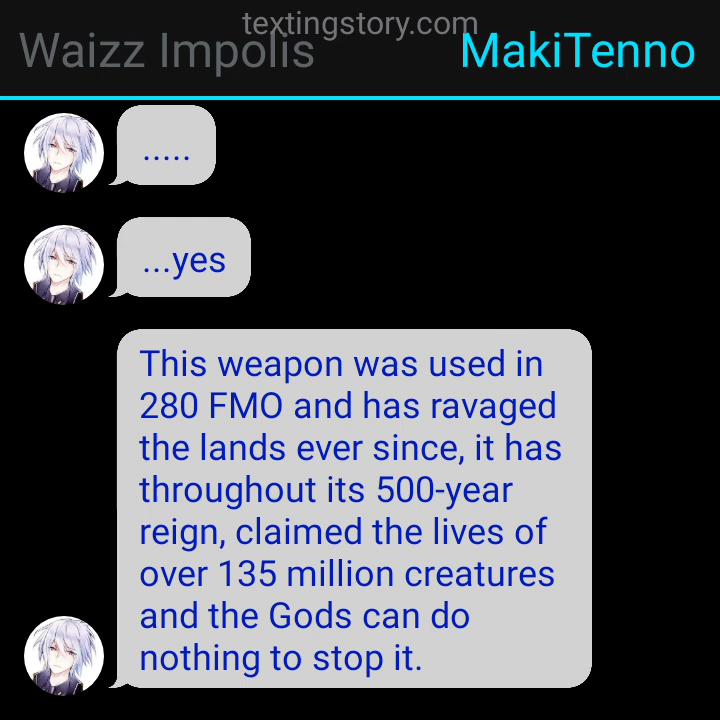 textingstory.com
Waizz Impolis MakiTenno
.....
...yes
This weapon was used in
280 FMO and has ravaged
the lands ever since, it has
throughout its 500-year
reign, claimed the lives of
over 135 million creatures
and the Gods can do
nothing to stop it.